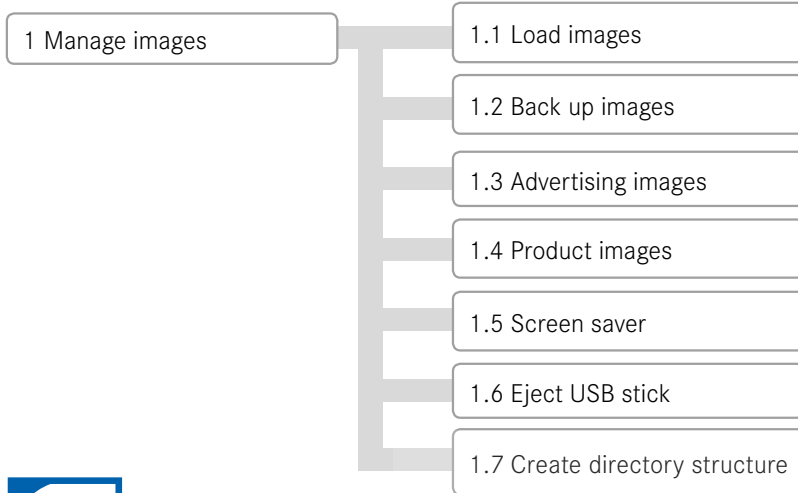 1 Manage images
1.1 Load images
1.2 Back up images
1.3 Advertising images
1.4 Product images
1.5 Screen saver
1.6 Eject USB stick
1.7 Create directory structure